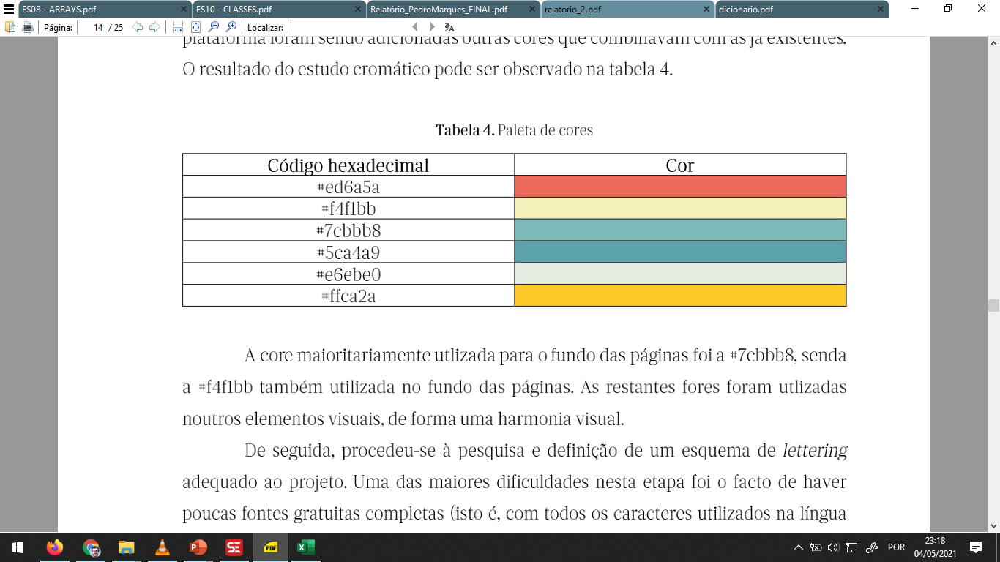 ES08 - ARRAYS.pdf
ES10 - CLASSES.pdf
Relatório_PedroMarques_FINAL.pdf
relatorio_2.pdf
dicionario.pdf
Página: 14 / 25
Localizar:
plataforma foram sendo adicionadas outras cores que combinavam com as já existentes.
O resultado do estudo cromático pode ser observado na tabela 4.
Tabela 4. Paleta de cores
Código hexadecimal Cor
#ed6a5a
#f4f1bb
#7cbbb8
#5ca4a9
#e6ebe0
#ffca2a
A core maioritariamente utlizada para o fundo das páginas foi a #7cbbb8, senda
a #f4f1bb também utilizada no fundo das páginas. As restantes fores foram utlizadas
noutros elementos visuais, de forma uma harmonia visual.
De seguida, procedeu-se à pesquisa e definição de um esquema de lettering
adequado ao projeto. Uma das maiores dificuldades nesta etapa foi o facto de haver
poucas fontes gratuitas completas (isto é, com todos os caracteres utilizados na língua
POR
23:18
04/05/2021